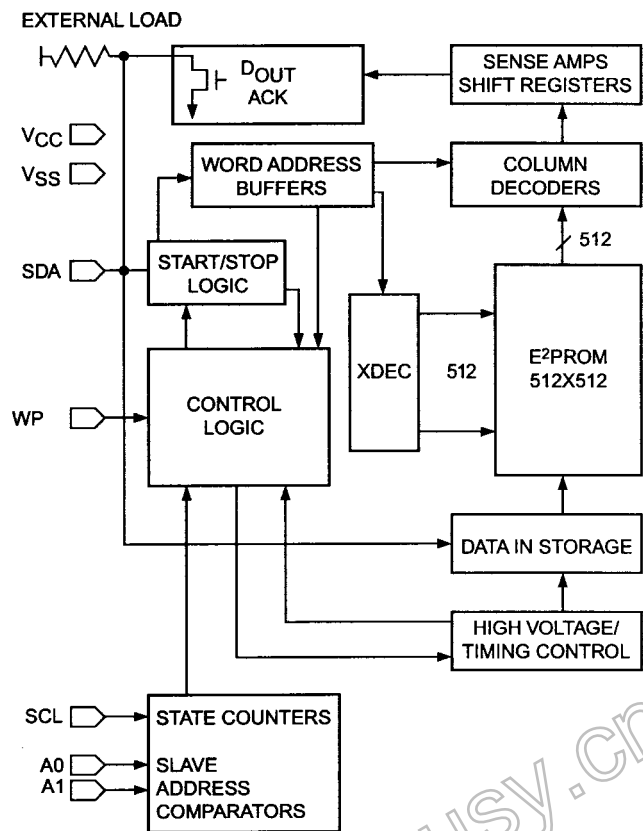 EXTERNAL LOAD
DOUT
ACK
SENSE AMPS
SHIFT REGISTERS
VCC
VSS
WORD ADDRESS
BUFFERS
COLUMN
DECODERS
512
SDA
START/STOP
LOGIC
XDEC
512
E²PROM
512X512
WP
CONTROL
LOGIC
DATA IN STORAGE
HIGH VOLTAGE/
TIMING CONTROL
SCL
STATE COUNTERS
A0
SLAVE
A1
ADDRESS
COMPARATORS